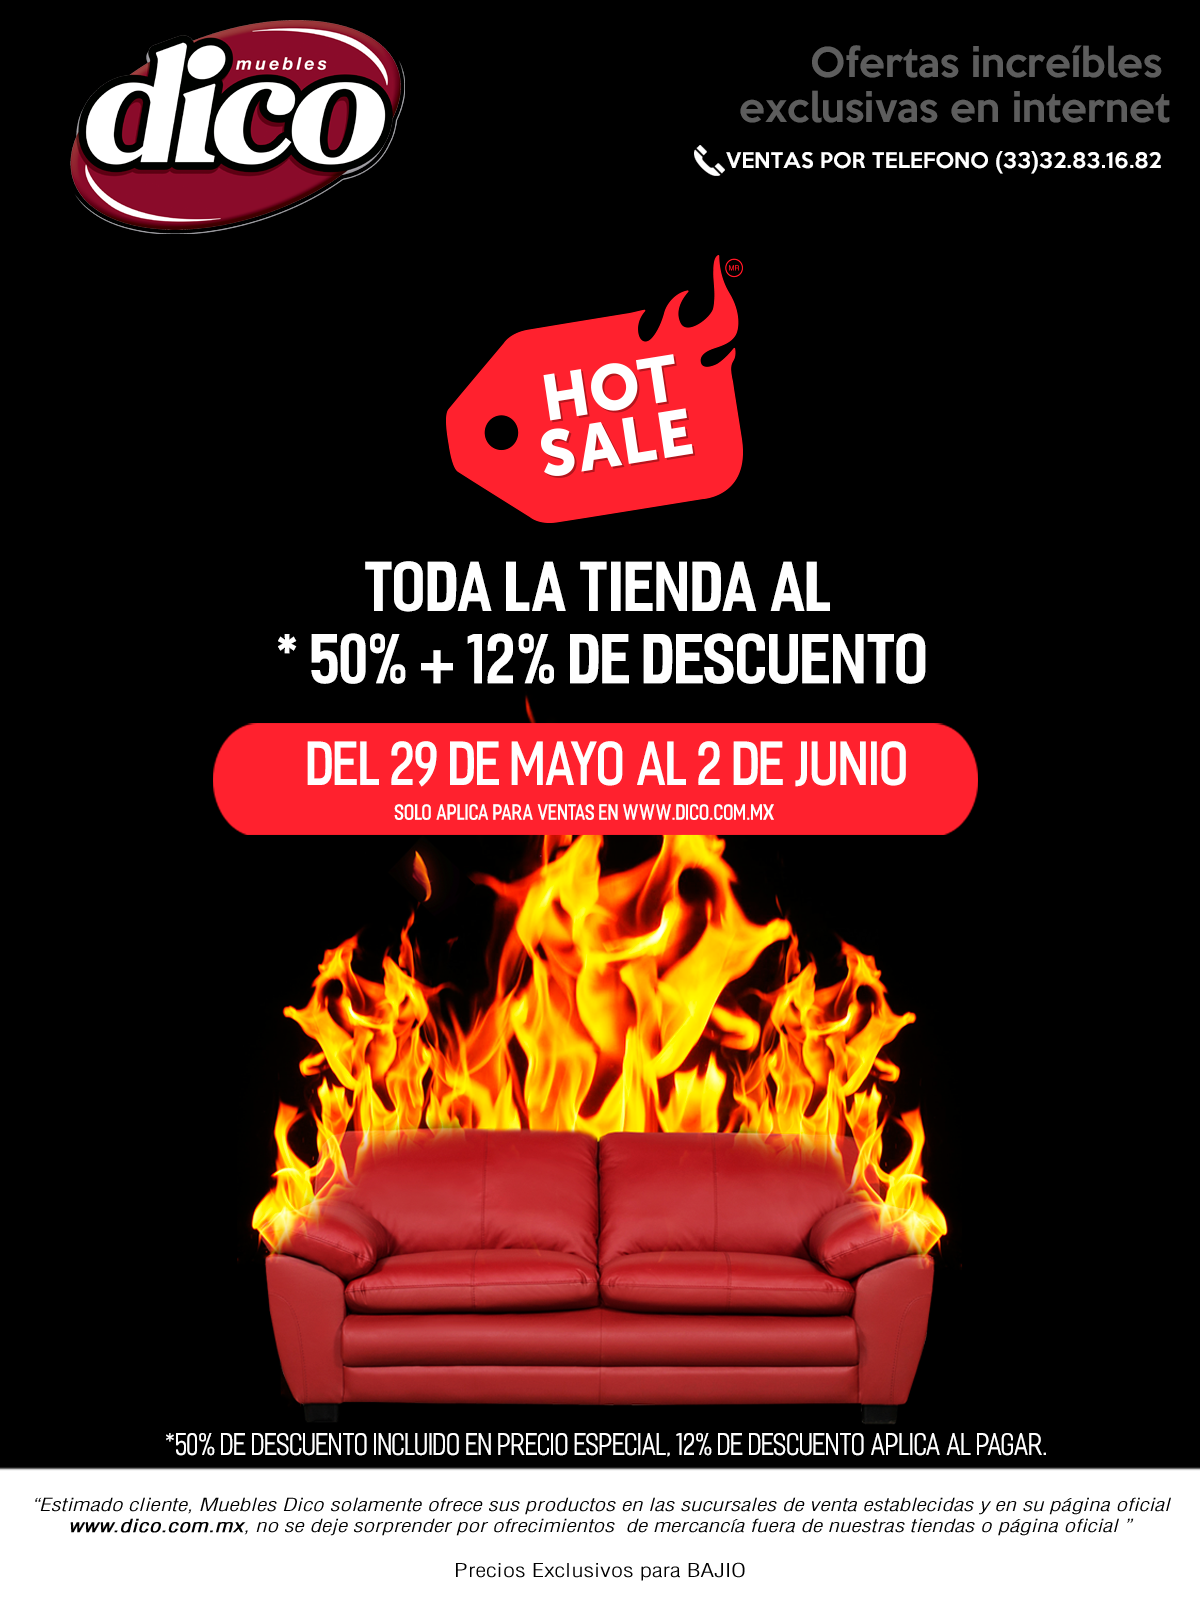 muebles
dico
Ofertas increíbles
exclusivas en internet
VENTAS POR TELEFONO (33)32.83.16.82
MR
HOT
SALE
TODA LA TIENDA AL
* 50% + 12% DE DESCUENTO
DEL 29 DE MAYO AL 2 DE JUNIO
SOLO APLICA PARA VENTAS EN WWW.DICO.COM.MX
*50% DE DESCUENTO INCLUIDO EN PRECIO ESPECIAL, 12% DE DESCUENTO APLICA AL PAGAR.
“Estimado cliente, Muebles Dico solamente ofrece sus productos en las sucursales de venta establecidas y en su página oficial
www.dico.com.mx, no se deje sorprender por ofrecimientos de mercancía fuera de nuestras tiendas o página oficial ”
Precios Exclusivos para BAJIO